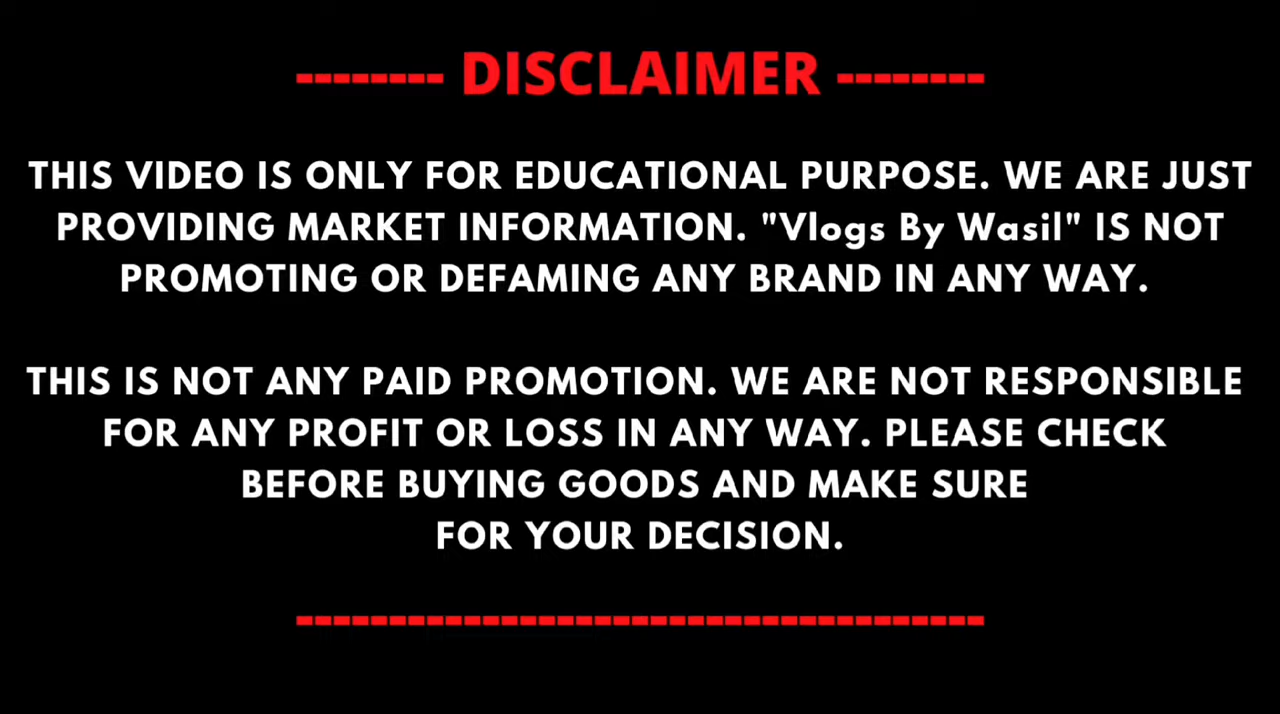 -------- DISCLAIMER --------
THIS VIDEO IS ONLY FOR EDUCATIONAL PURPOSE. WE ARE JUST
PROVIDING MARKET INFORMATION. "Vlogs By Wasil" IS NOT
PROMOTING OR DEFAMING ANY BRAND IN ANY WAY.
THIS IS NOT ANY PAID PROMOTION. WE ARE NOT RESPONSIBLE
FOR ANY PROFIT OR LOSS IN ANY WAY. PLEASE CHECK
BEFORE BUYING GOODS AND MAKE SURE
FOR YOUR DECISION.
-------------------------------------